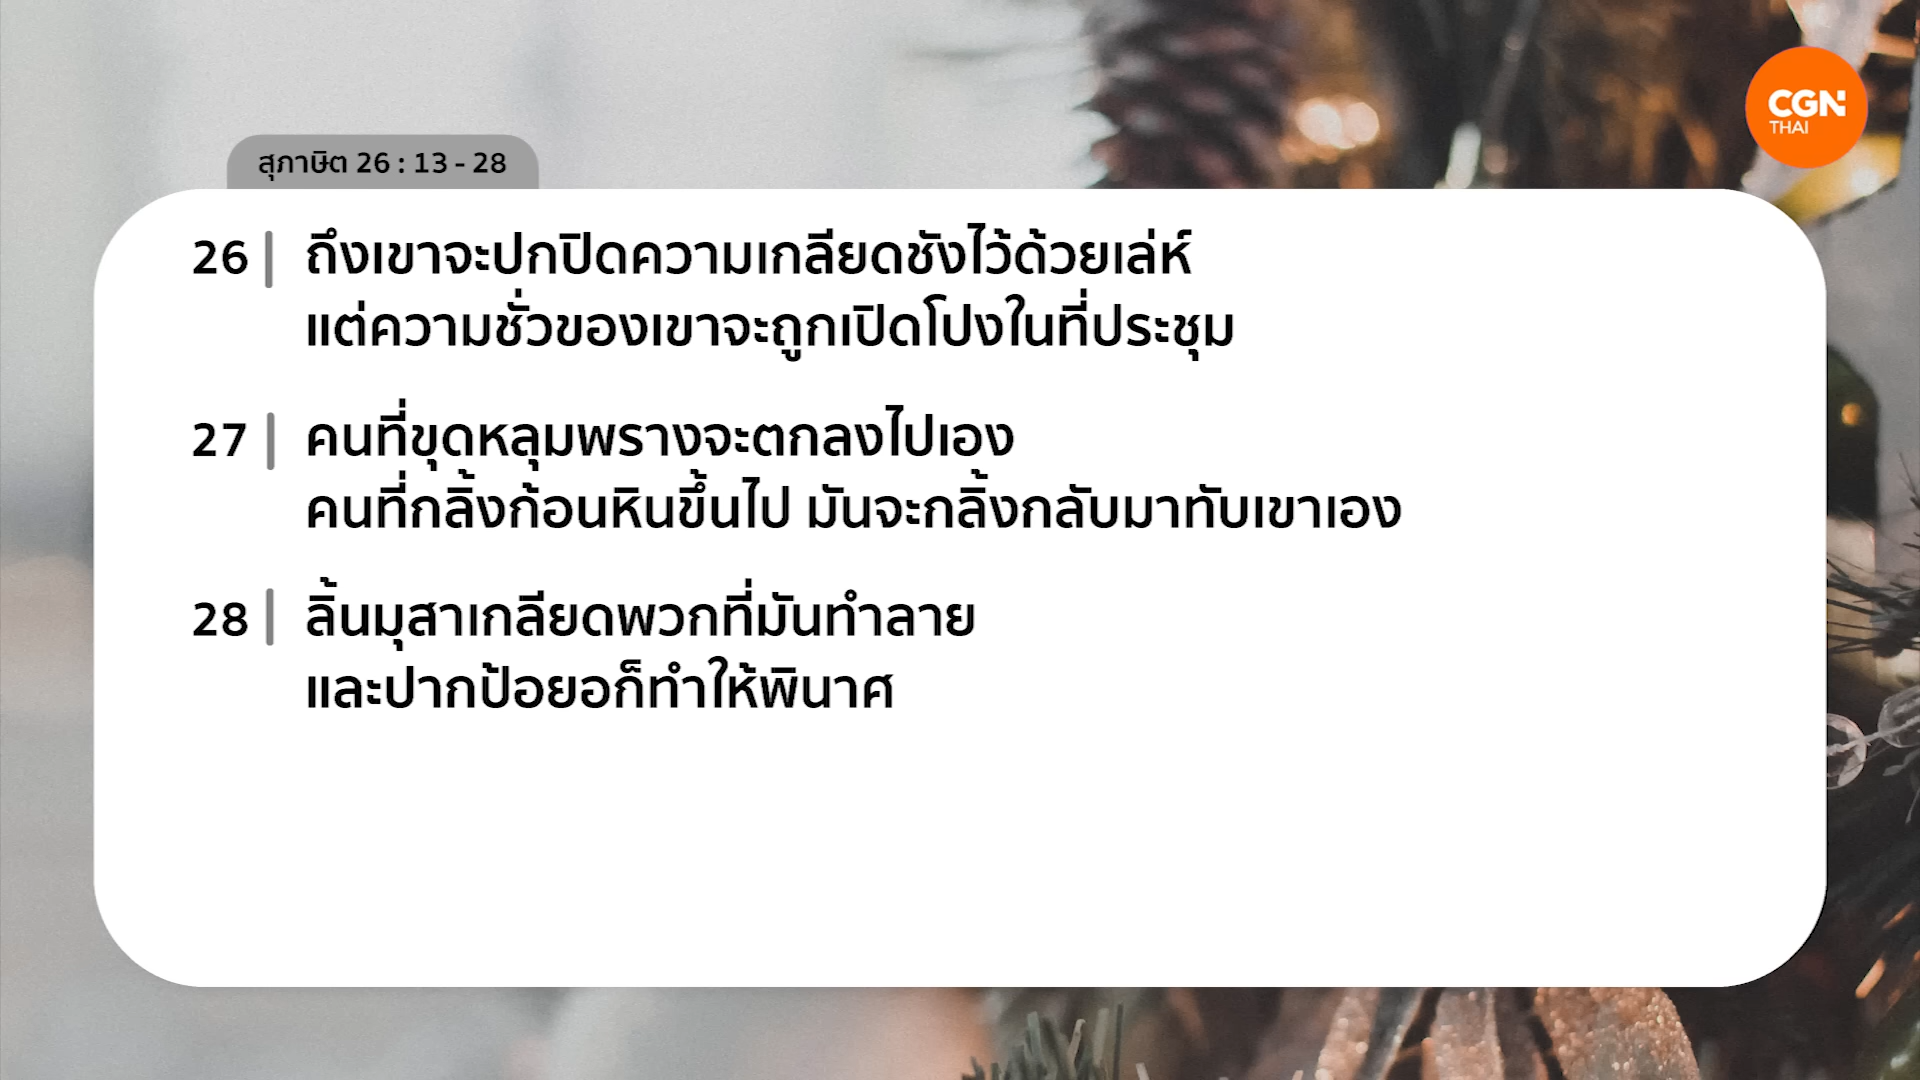 CGN
THAI
สุภาษิต 26 : 13 - 28
26 ถึงเขาจะปกปิดความเกลียดชังไว้ด้วยเล่ห์
แต่ความชั่วของเขาจะถูกเปิดโปงในที่ประชุม
27 คนที่ขุดหลุมพรางจะตกลงไปเอง
คนที่กลิ้งก้อนหินขึ้นไป มันจะกลิ้งกลับมาทับเขาเอง
28 ลิ้นมุสาเกลียดพวกที่มันทำลาย
และปากป้อยอก็ทำให้พินาศ